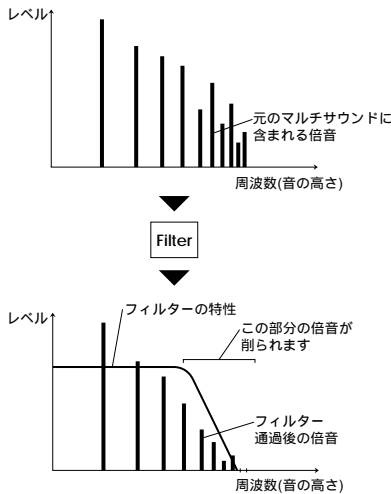 レベル
元のマルチサウンドに
含まれる倍音
周波数(音の高さ)
Filter
フィルターの特性
レベル
この部分の倍音が
削られます
フィルター
通過後の倍音
周波数(音の高さ)